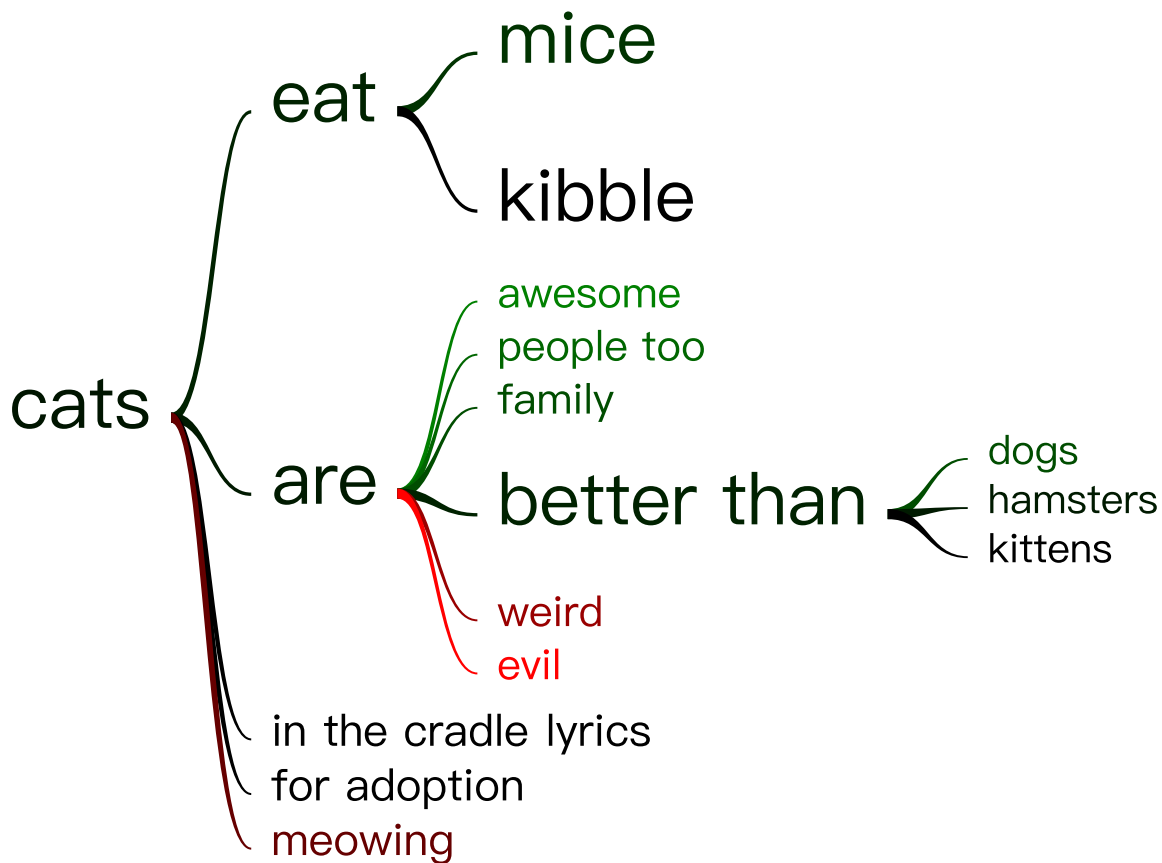 mice
eat
kibble
awesome
people too
family
cats
are
better than
dogs
hamsters
kittens
weird
evil
in the cradle lyrics
for adoption
meowing